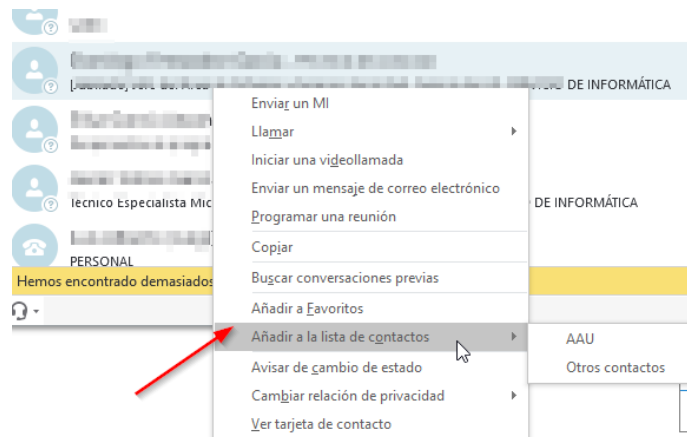 DE INFORMÁTICA
Técnico Especialista Mic
DE INFORMÁTICA
PERSONAL
Hemos encontrado demasiados
Enviar un MI
Llamar
Iniciar una videollamada
Enviar un mensaje de correo electrónico
Programar una reunión
Copiar
Buscar conversaciones previas
Añadir a Favoritos
Añadir a la lista de contactos
Avisar de cambio de estado
Cambiar relación de privacidad
Ver tarjeta de contacto
AAU
Otros contactos